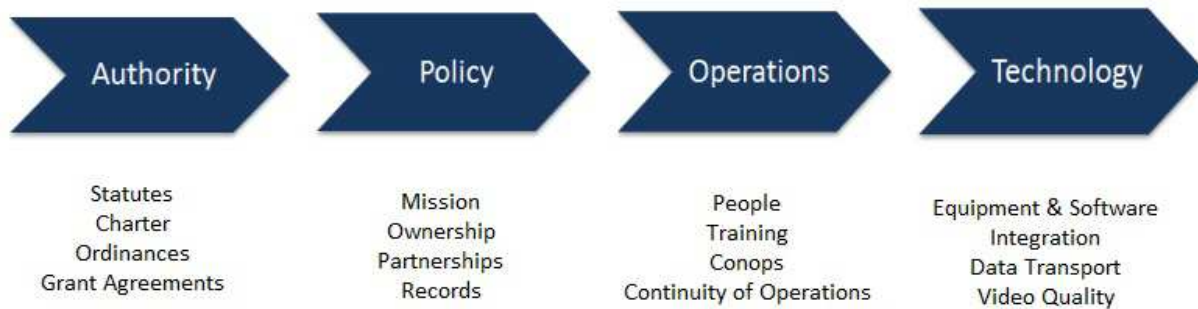 Authority
Policy
Operations
Technology
Statutes
Charter
Ordinances
Grant Agreements
Mission
Ownership
Partnerships
Records
People
Training
Conops
Continuity of Operations
Equipment & Software
Integration
Data Transport
Video Quality